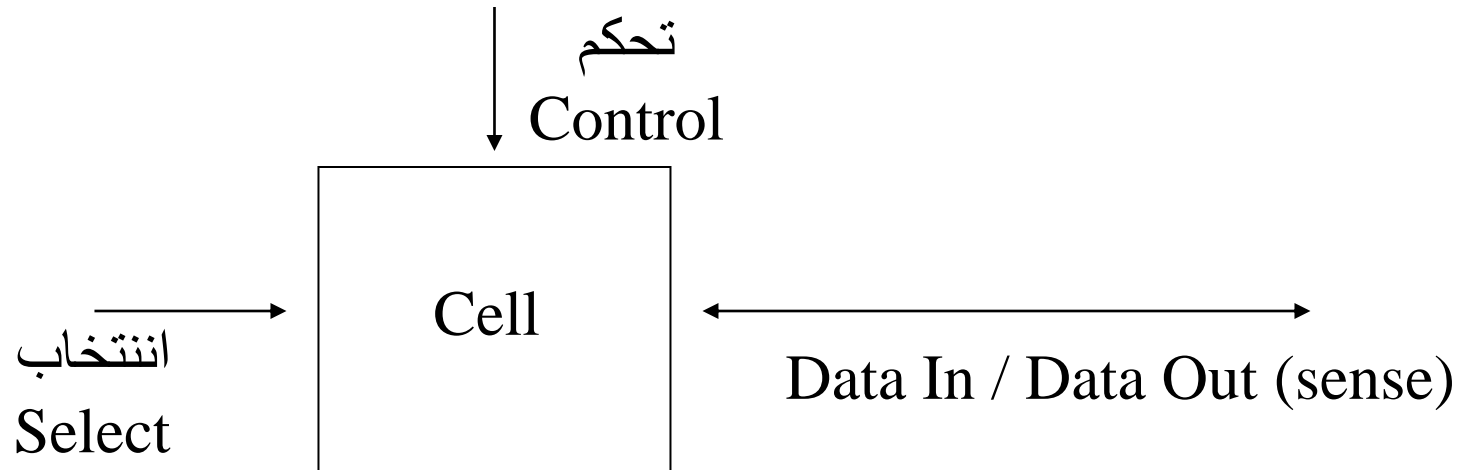 تحكم
Control
Cell
اننتخاب
Select
Data In / Data Out (sense)